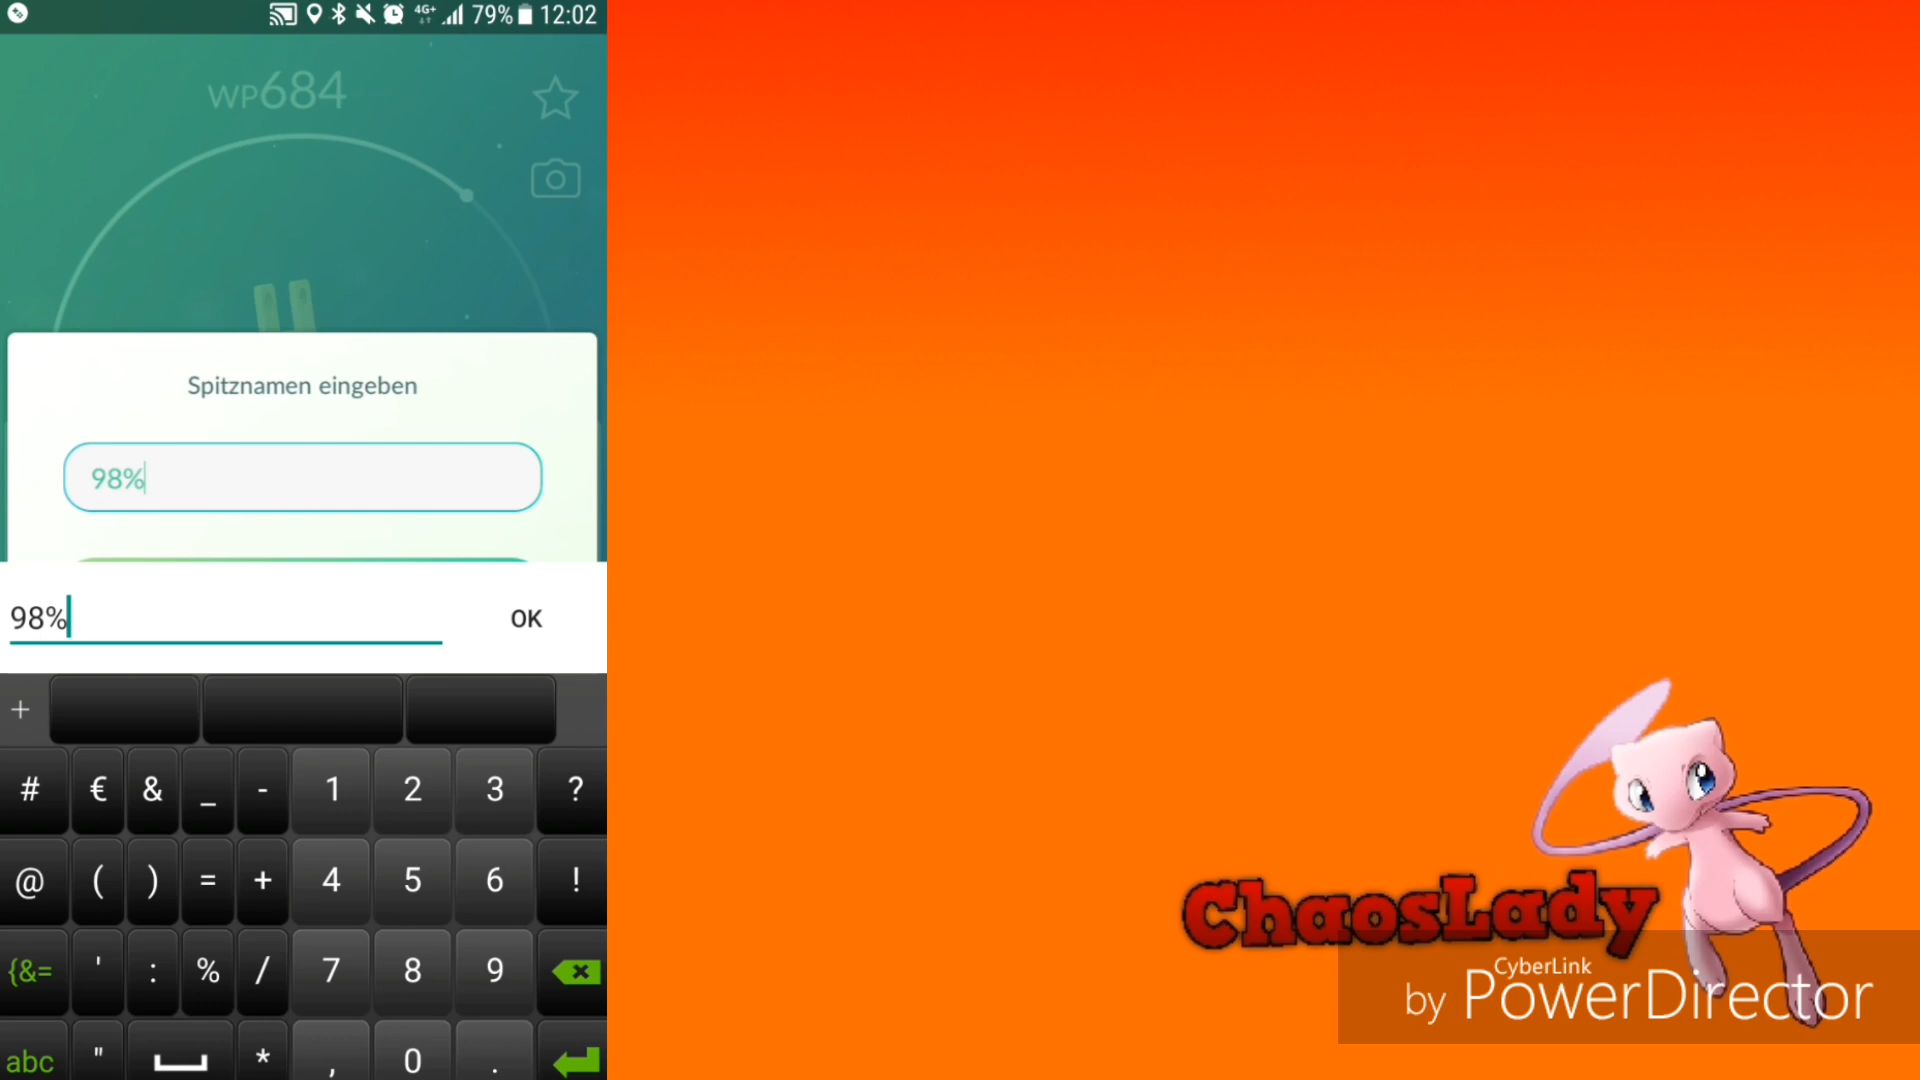 4G+ 79% 12:02
WP684
Spitznamen eingeben
98%
98% OK
+
# € & _ - 1 2 3 ?
@ ( ) = + 4 5 6 !
{&= ' : % / 7 8 9
abc " * , 0 .
ChaosLady
CyberLink
by PowerDirector